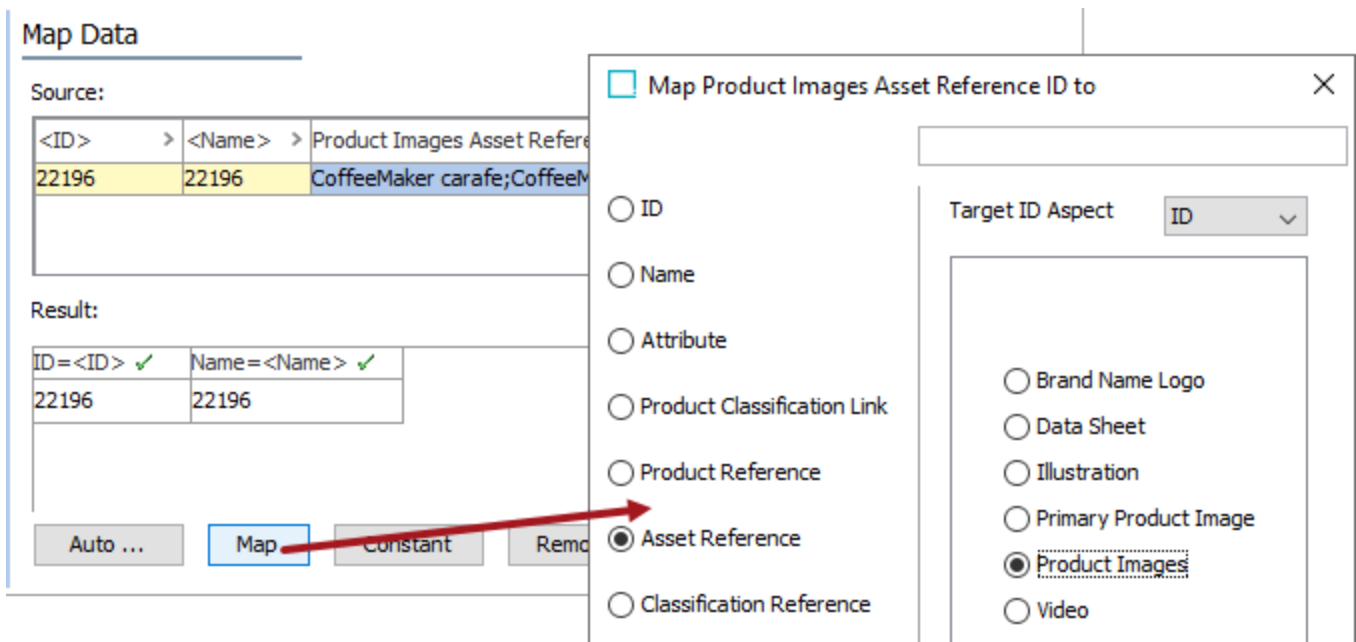 Map Data
Source:
<ID> > <Name> > Product Images Asset Refere
22196 22196 CoffeeMaker carafe;CoffeeM
Result:
ID=<ID> ✓ Name=<Name> ✓
22196 22196
Auto ... Map Constant Remo
Map Product Images Asset Reference ID to
ID
Name
Attribute
Product Classification Link
Product Reference
Asset Reference
Classification Reference
Target ID Aspect ID
Brand Name Logo
Data Sheet
Illustration
Primary Product Image
Product Images
Video